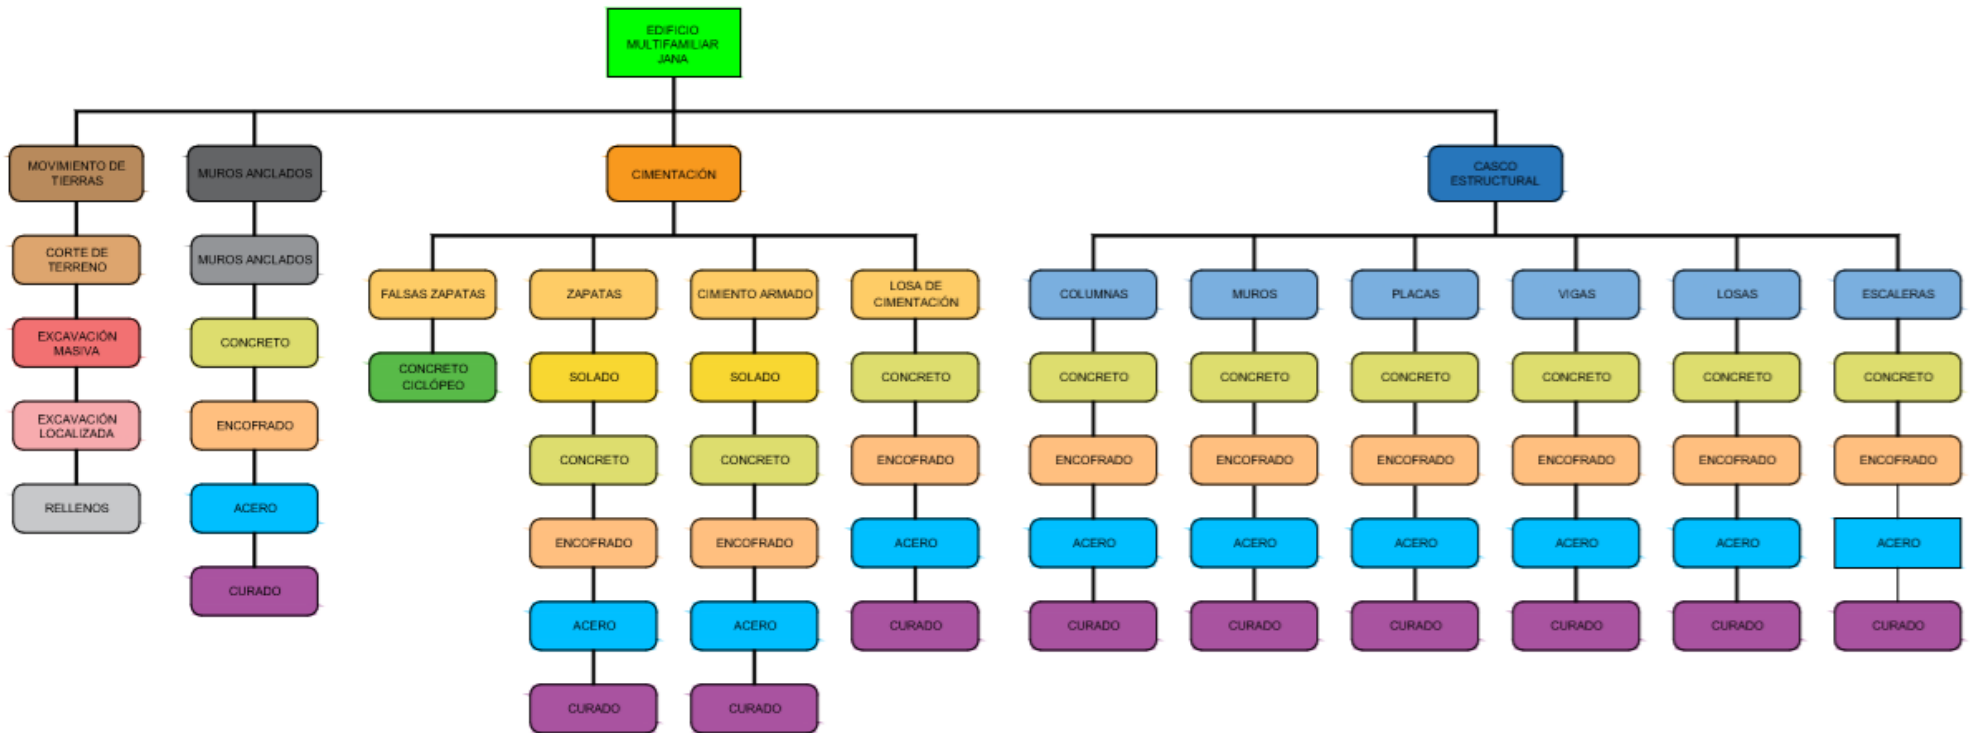 EDIFICIO
MULTIFAMILIAR
JANA
MOVIMIENTO DE
TIERRAS
MUROS ANCLADOS
CIMENTACIÓN
CASCO
ESTRUCTURAL
CORTE DE
TERRENO
EXCAVACIÓN
MASIVA
EXCAVACIÓN
LOCALIZADA
RELLENOS
MUROS ANCLADOS
CONCRETO
ENCOFRADO
ACERO
CURADO
FALSAS ZAPATAS
CONCRETO
CICLÓPEO
ZAPATAS
SOLADO
CONCRETO
ENCOFRADO
ACERO
CURADO
CIMIENTO ARMADO
SOLADO
CONCRETO
ENCOFRADO
ACERO
CURADO
LOSA DE
CIMENTACIÓN
CONCRETO
ENCOFRADO
ACERO
CURADO
COLUMNAS
CONCRETO
ENCOFRADO
ACERO
CURADO
MUROS
CONCRETO
ENCOFRADO
ACERO
CURADO
PLACAS
CONCRETO
ENCOFRADO
ACERO
CURADO
VIGAS
CONCRETO
ENCOFRADO
ACERO
CURADO
LOSAS
CONCRETO
ENCOFRADO
ACERO
CURADO
ESCALERAS
CONCRETO
ENCOFRADO
ACERO
CURADO